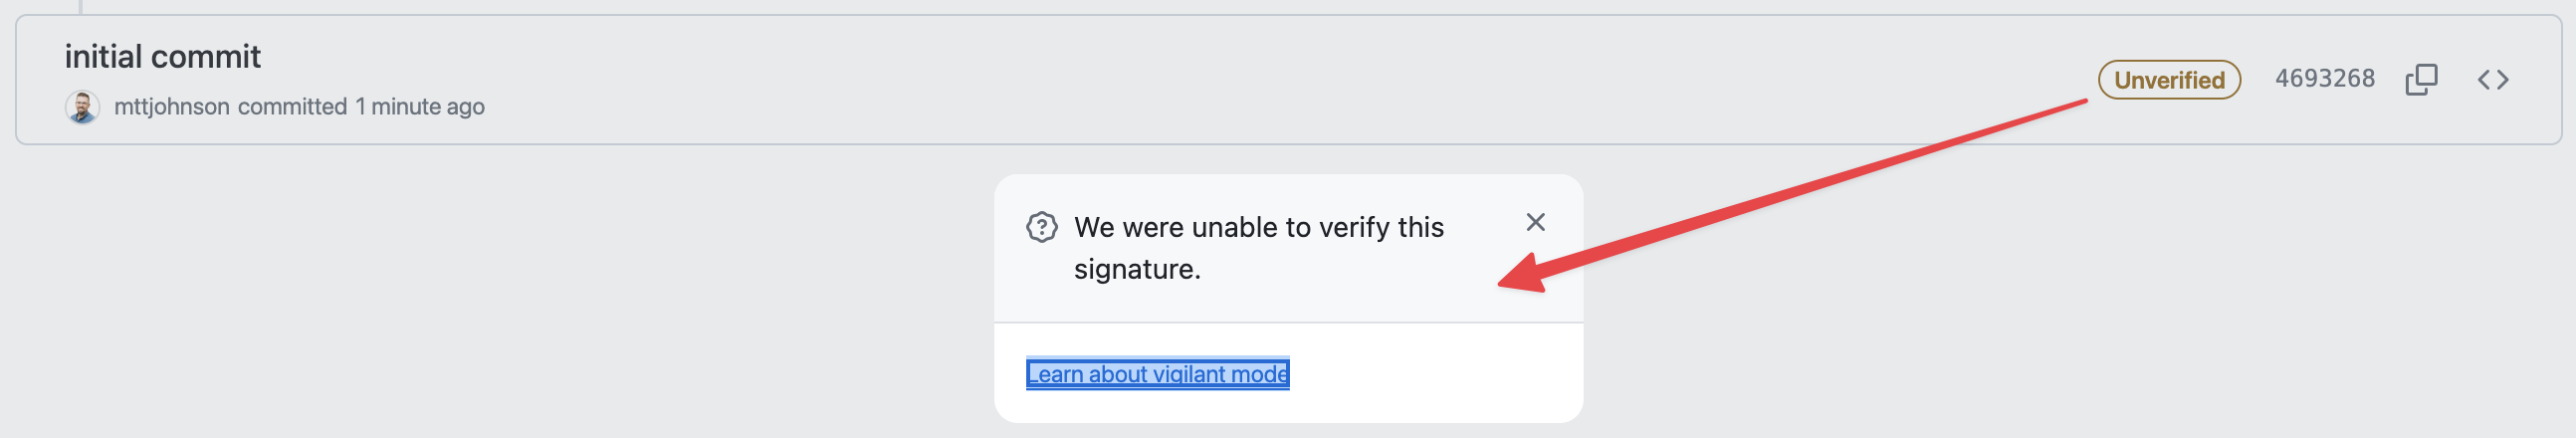 initial commit
mttjohnson committed 1 minute ago
Unverified
4693268
We were unable to verify this
signature.
Learn about vigilant mode